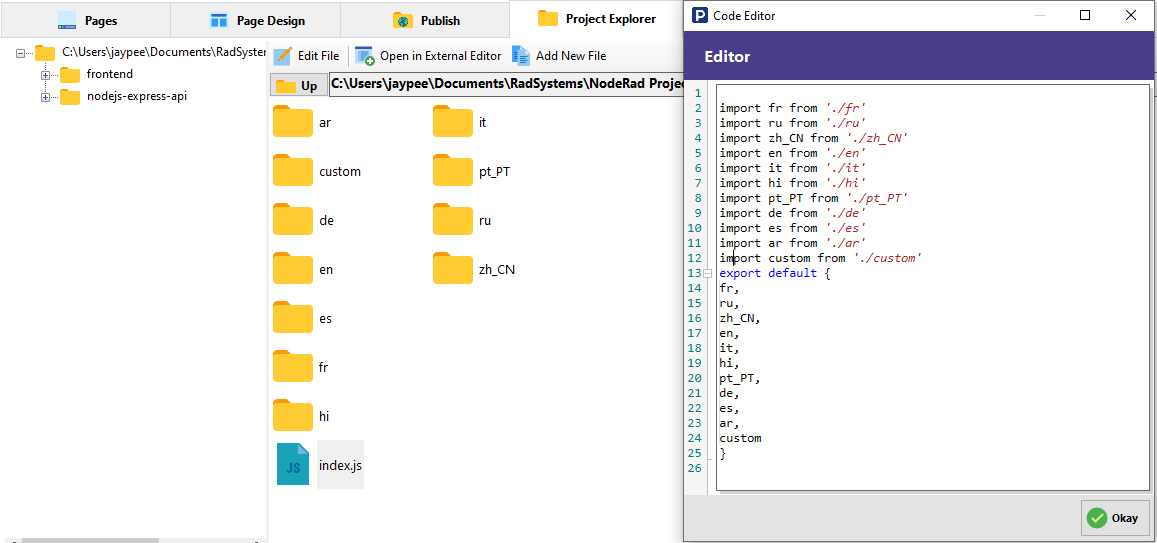 Pages
Page Design
Publish
Project Explorer
C:\Users\jaypee\Documents\RadSyster
frontend
nodejs-express-api
Edit File
Open in External Editor
Add New File
Up
C:\Users\jaypee\Documents\RadSystems\NodeRad Projec
ar
it
custom
pt_PT
de
ru
en
zh_CN
es
fr
hi
JS
index.js
P
Code Editor
Editor
1
2 import fr from './fr'
3 import ru from './ru'
4 import zh_CN from './zh_CN'
5 import en from './en'
6 import it from './it'
7 import hi from './hi'
8 import pt_PT from './pt_PT'
9 import de from './de'
10 import es from './es'
11 import ar from './ar'
12 import custom from './custom'
13 export default {
14 fr,
15 ru,
16 zh_CN,
17 en,
18 it,
19 hi,
20 pt_PT,
21 de,
22 es,
23 ar,
24 custom
25 }
26
Okay